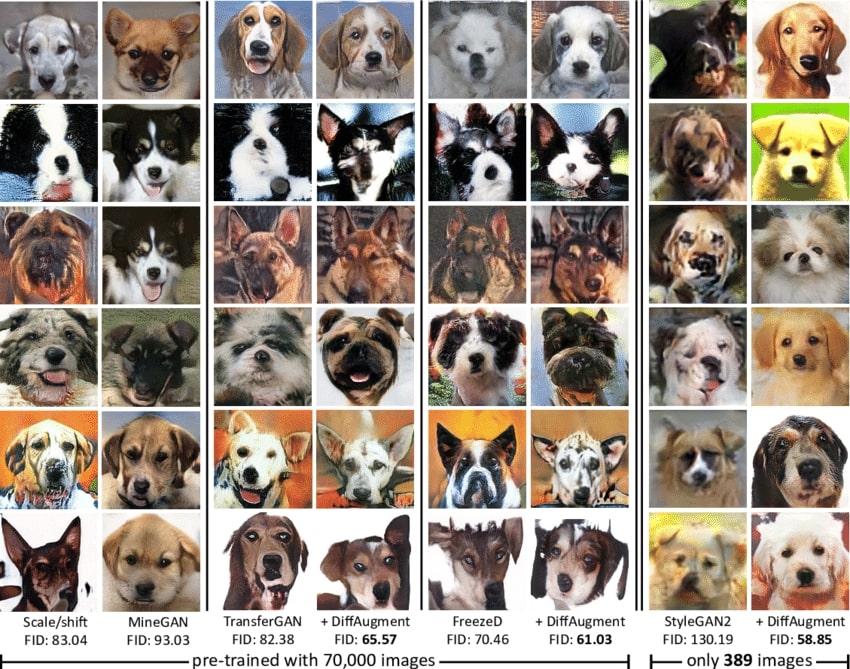 Scale/shift MineGAN TransferGAN + DiffAugment FreezeD + DiffAugment StyleGAN2 + DiffAugment
FID: 83.04 FID: 93.03 FID: 82.38 FID: 65.57 FID: 70.46 FID: 61.03 FID: 130.19 FID: 58.85
pre-trained with 70,000 images only 389 images